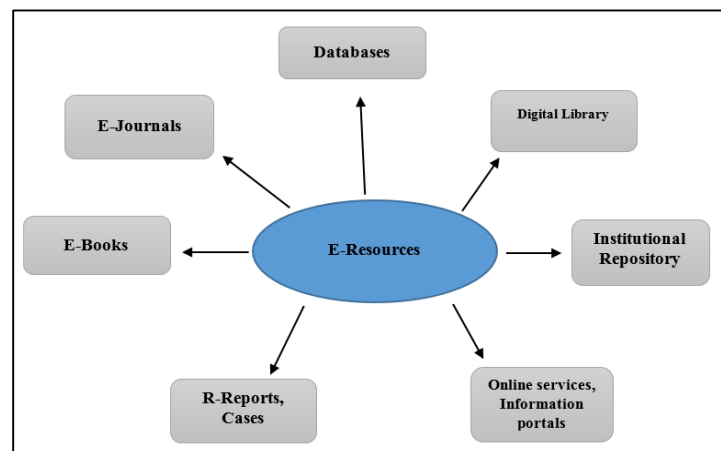 Databases
E-Journals
Digital Library
E-Books
E-Resources
Institutional
Repository
R-Reports,
Cases
Online services,
Information
portals